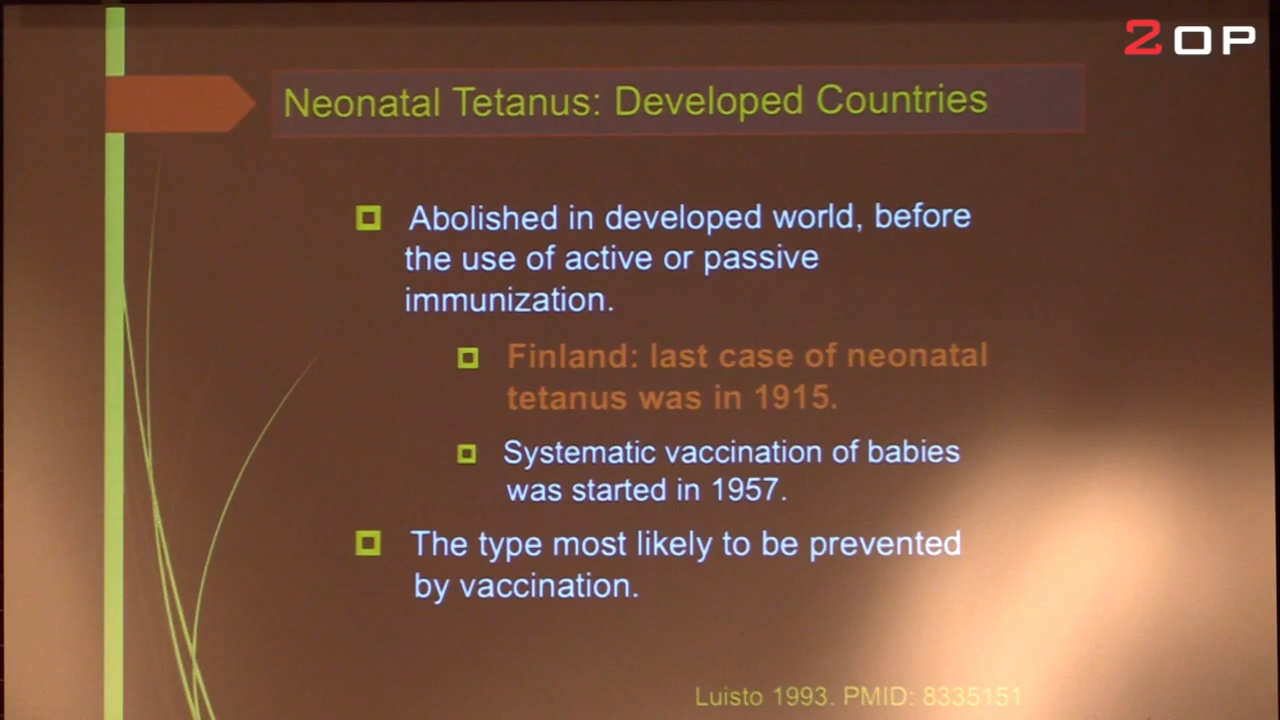 2 OP
Neonatal Tetanus: Developed Countries
Abolished in developed world, before
the use of active or passive
immunization.
Finland: last case of neonatal
tetanus was in 1915.
Systematic vaccination of babies
was started in 1957.
The type most likely to be prevented
by vaccination.
Luisto 1993. PMID: 8335151